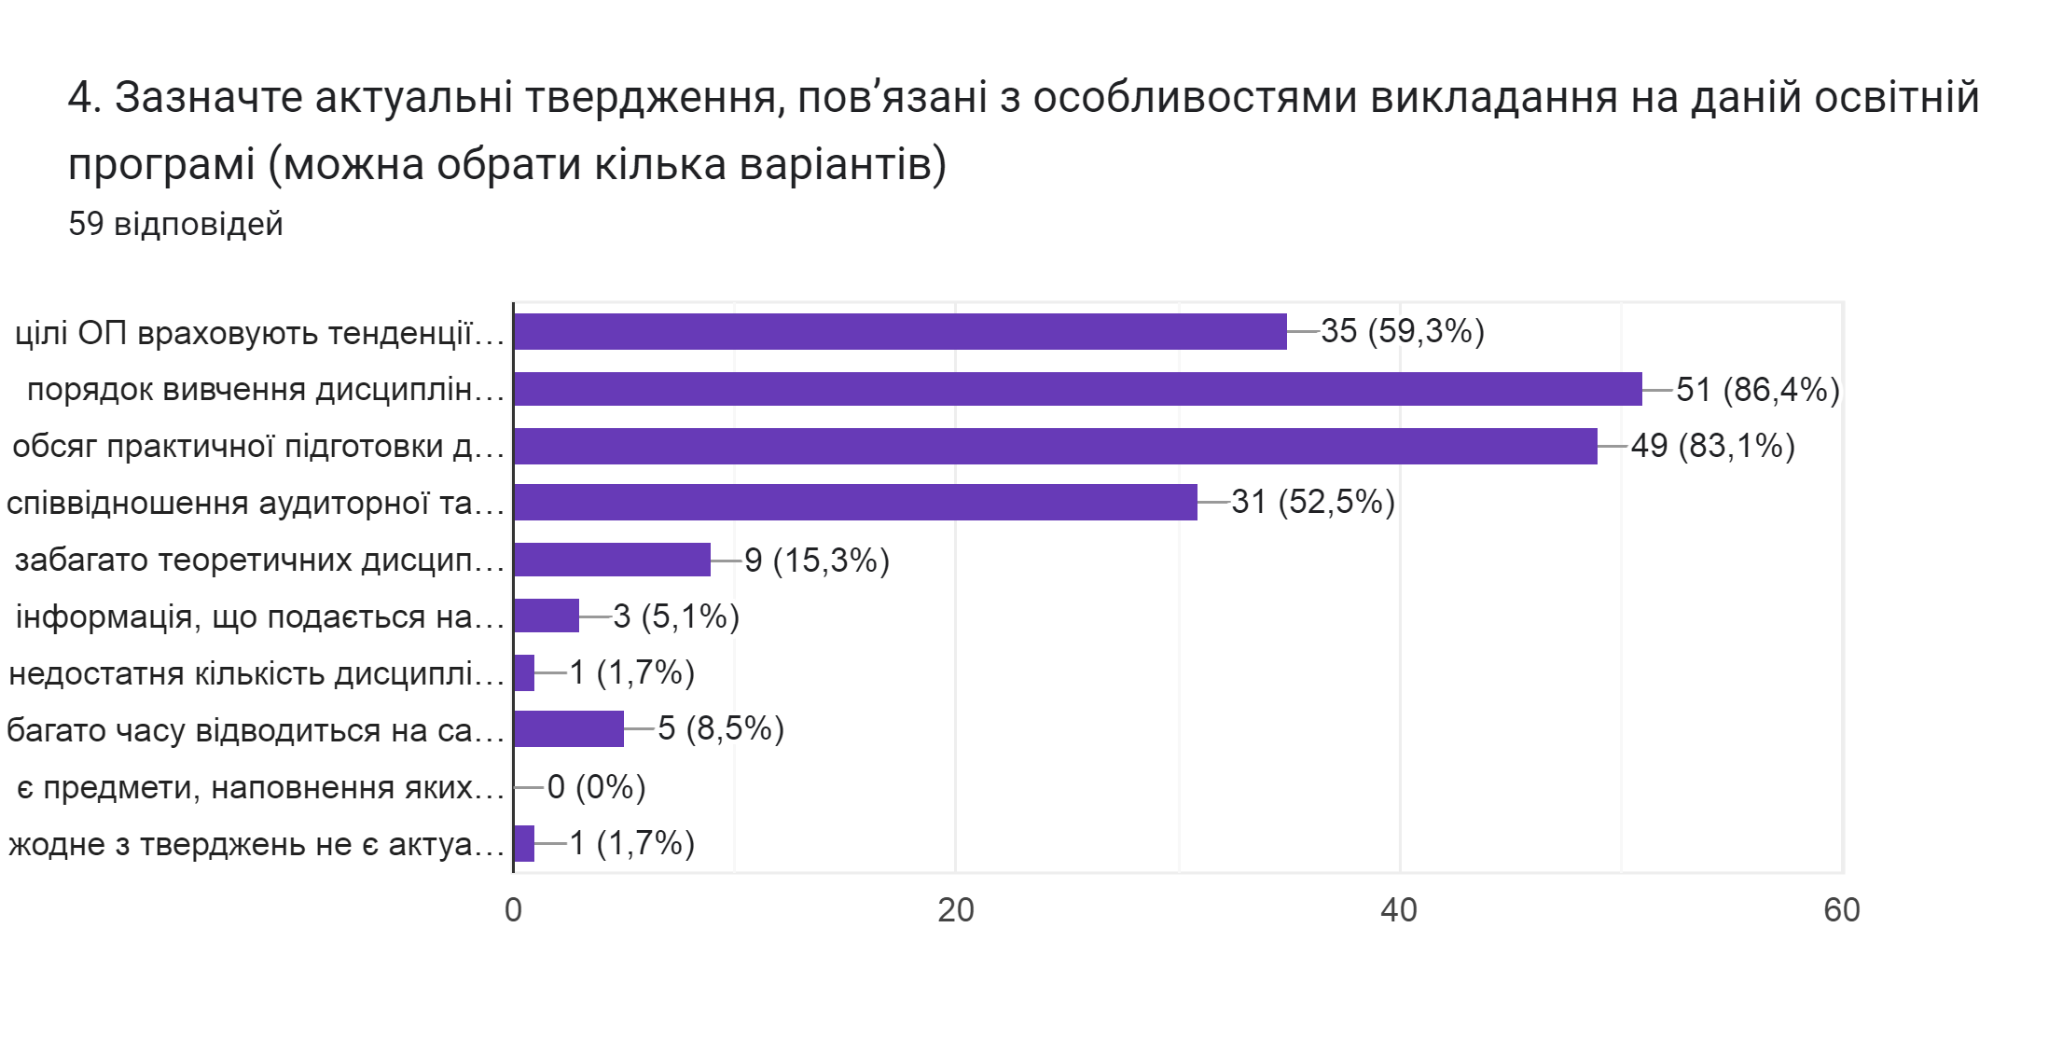 4. Зазначте актуальні твердження, пов’язані з особливостями викладання на даній освітній
програмі (можна обрати кілька варіантів)
59 відповідей
цілі ОП враховують тенденції… 35 (59,3%)
порядок вивчення дисциплін… 51 (86,4%)
обсяг практичної підготовки д… 49 (83,1%)
співвідношення аудиторної та… 31 (52,5%)
забагато теоретичних дисцип… 9 (15,3%)
інформація, що подається на… 3 (5,1%)
недостатня кількість дисциплі… 1 (1,7%)
багато часу відводиться на са… 5 (8,5%)
є предмети, наповнення яких… 0 (0%)
жодне з тверджень не є актуа… 1 (1,7%)
0 20 40 60